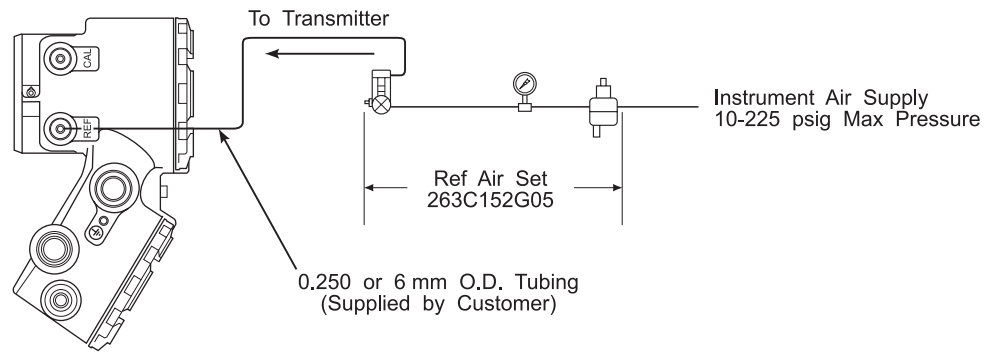 To Transmitter
CAL
REF
Instrument Air Supply
10-225 psig Max Pressure
Ref Air Set
263C152G05
0.250 or 6 mm O.D. Tubing
(Supplied by Customer)